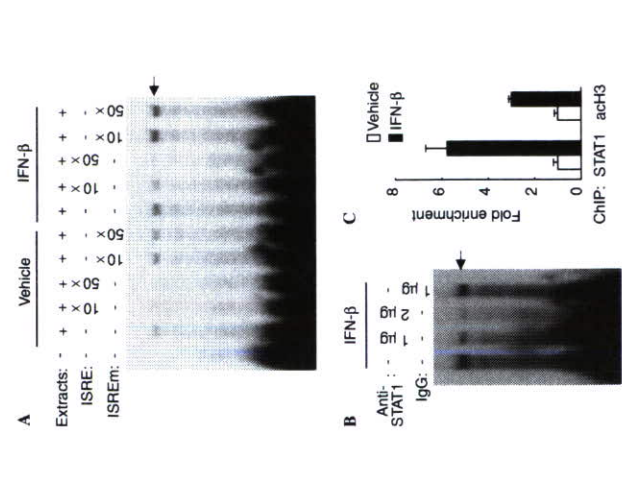 A
Vehicle IFN-β
Extracts: - + + + + + + + + + +
ISRE: - - 10× 50× - - - 10× 50× - -
ISREm: - - - - 10× 50× - - - 10× 50×
B
IFN-β
Anti-
STAT1 : - 1 µg 2 µg -
IgG: - - - 1 µg
C
Vehicle
IFN-β
Fold enrichment
8
6
4
2
0
ChIP: STAT1 acH3